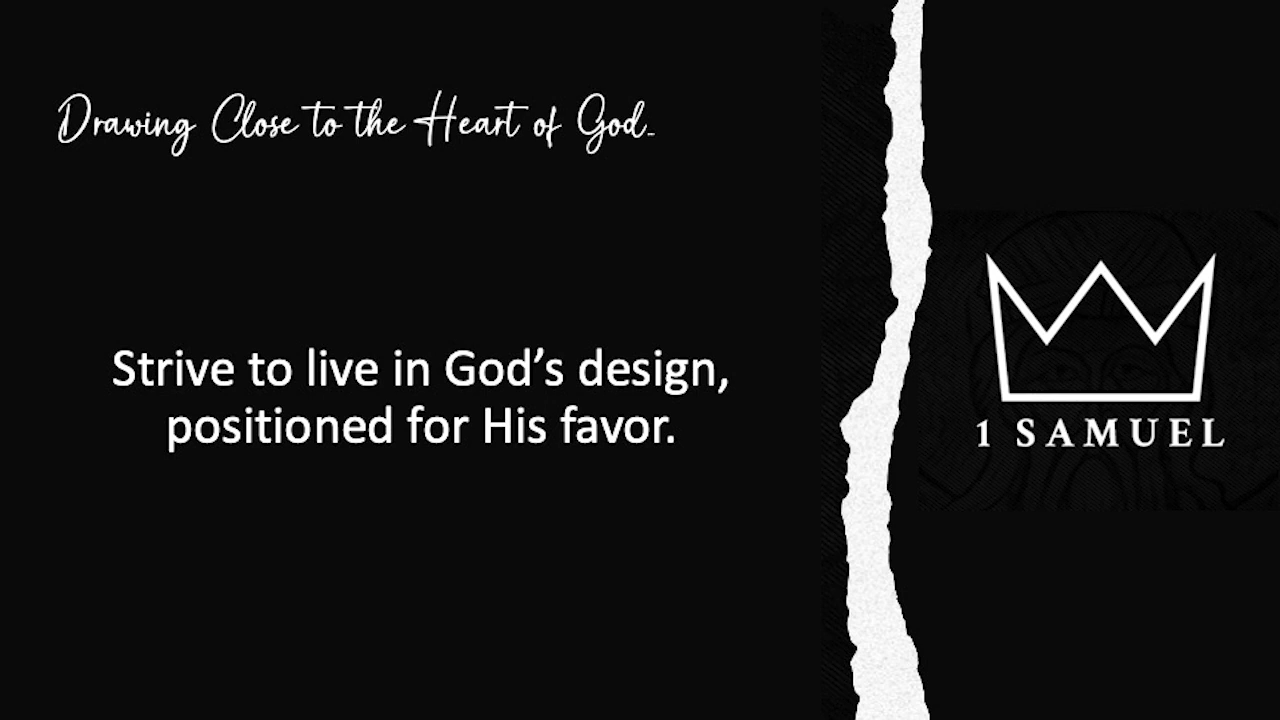 Drawing Close to the Heart of God...
Strive to live in God’s design,
positioned for His favor.
1 SAMUEL